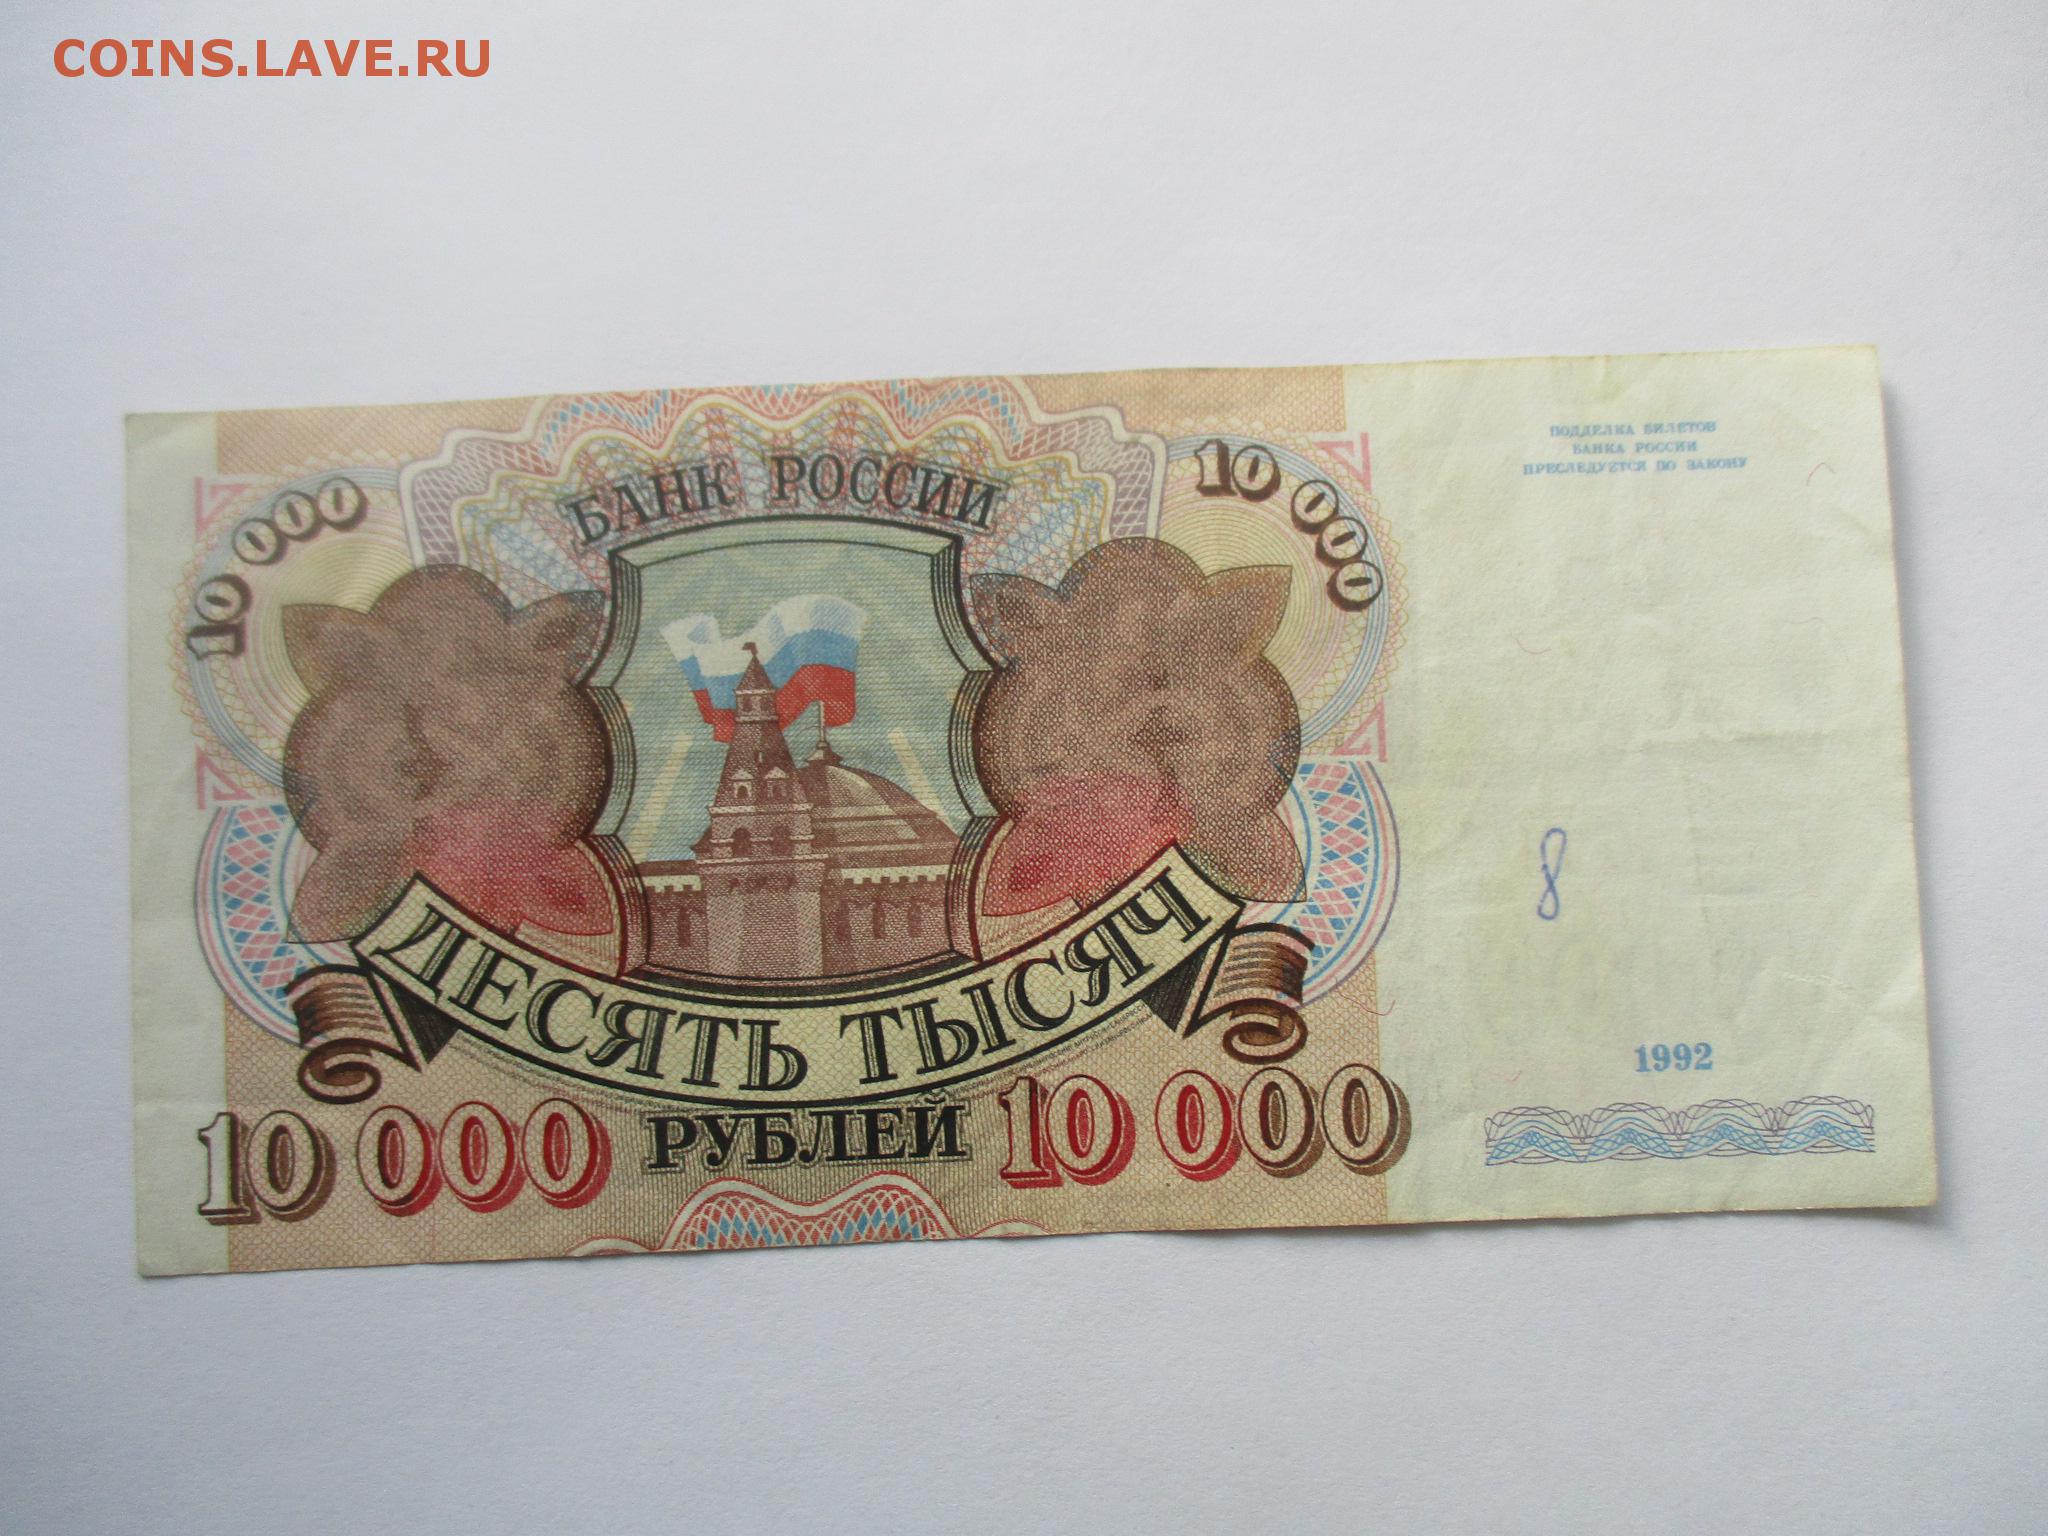 COINS.LAVE.RU
БАНК РОССИИ
10 000
10 000
ПОДДЕЛКА БИЛЕТОВ
БАНКА РОССИИ
ПРЕСЛЕДУЕТСЯ ПО ЗАКОНУ
8
ДЕСЯТЬ ТЫСЯЧ
1992
10 000 РУБЛЕЙ 10 000